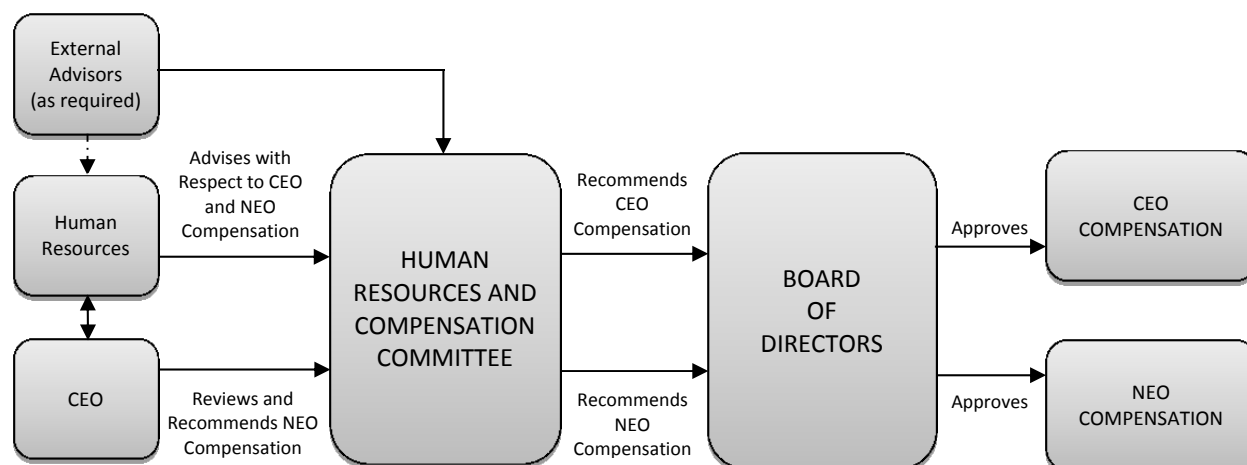 External
Advisors
(as required)
Advises with
Respect to CEO
and NEO
Compensation
Human
Resources
CEO
Reviews and
Recommends NEO
Compensation
HUMAN
RESOURCES AND
COMPENSATION
COMMITTEE
Recommends
CEO
Compensation
Recommends
NEO
Compensation
BOARD
OF
DIRECTORS
Approves
Approves
CEO
COMPENSATION
NEO
COMPENSATION